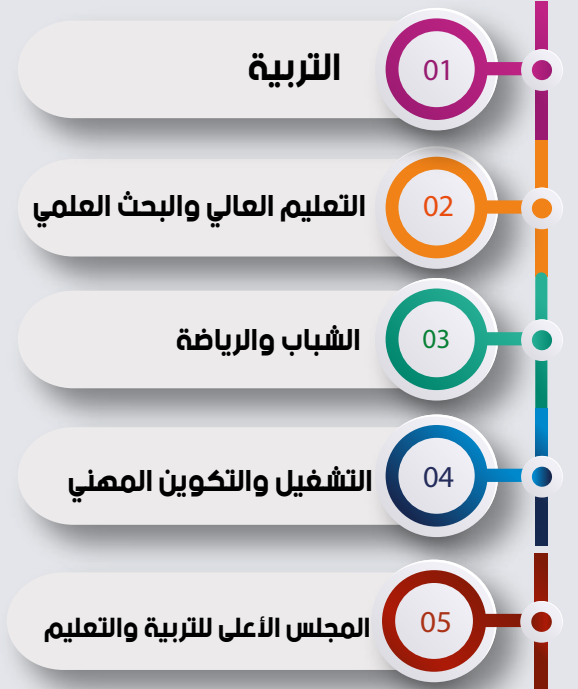 01 التربية
02 التعليم العالي والبحث العلمي
03 الشباب والرياضة
04 التشغيل والتكوين المهني
05 المجلس الأعلى للتربية والتعليم